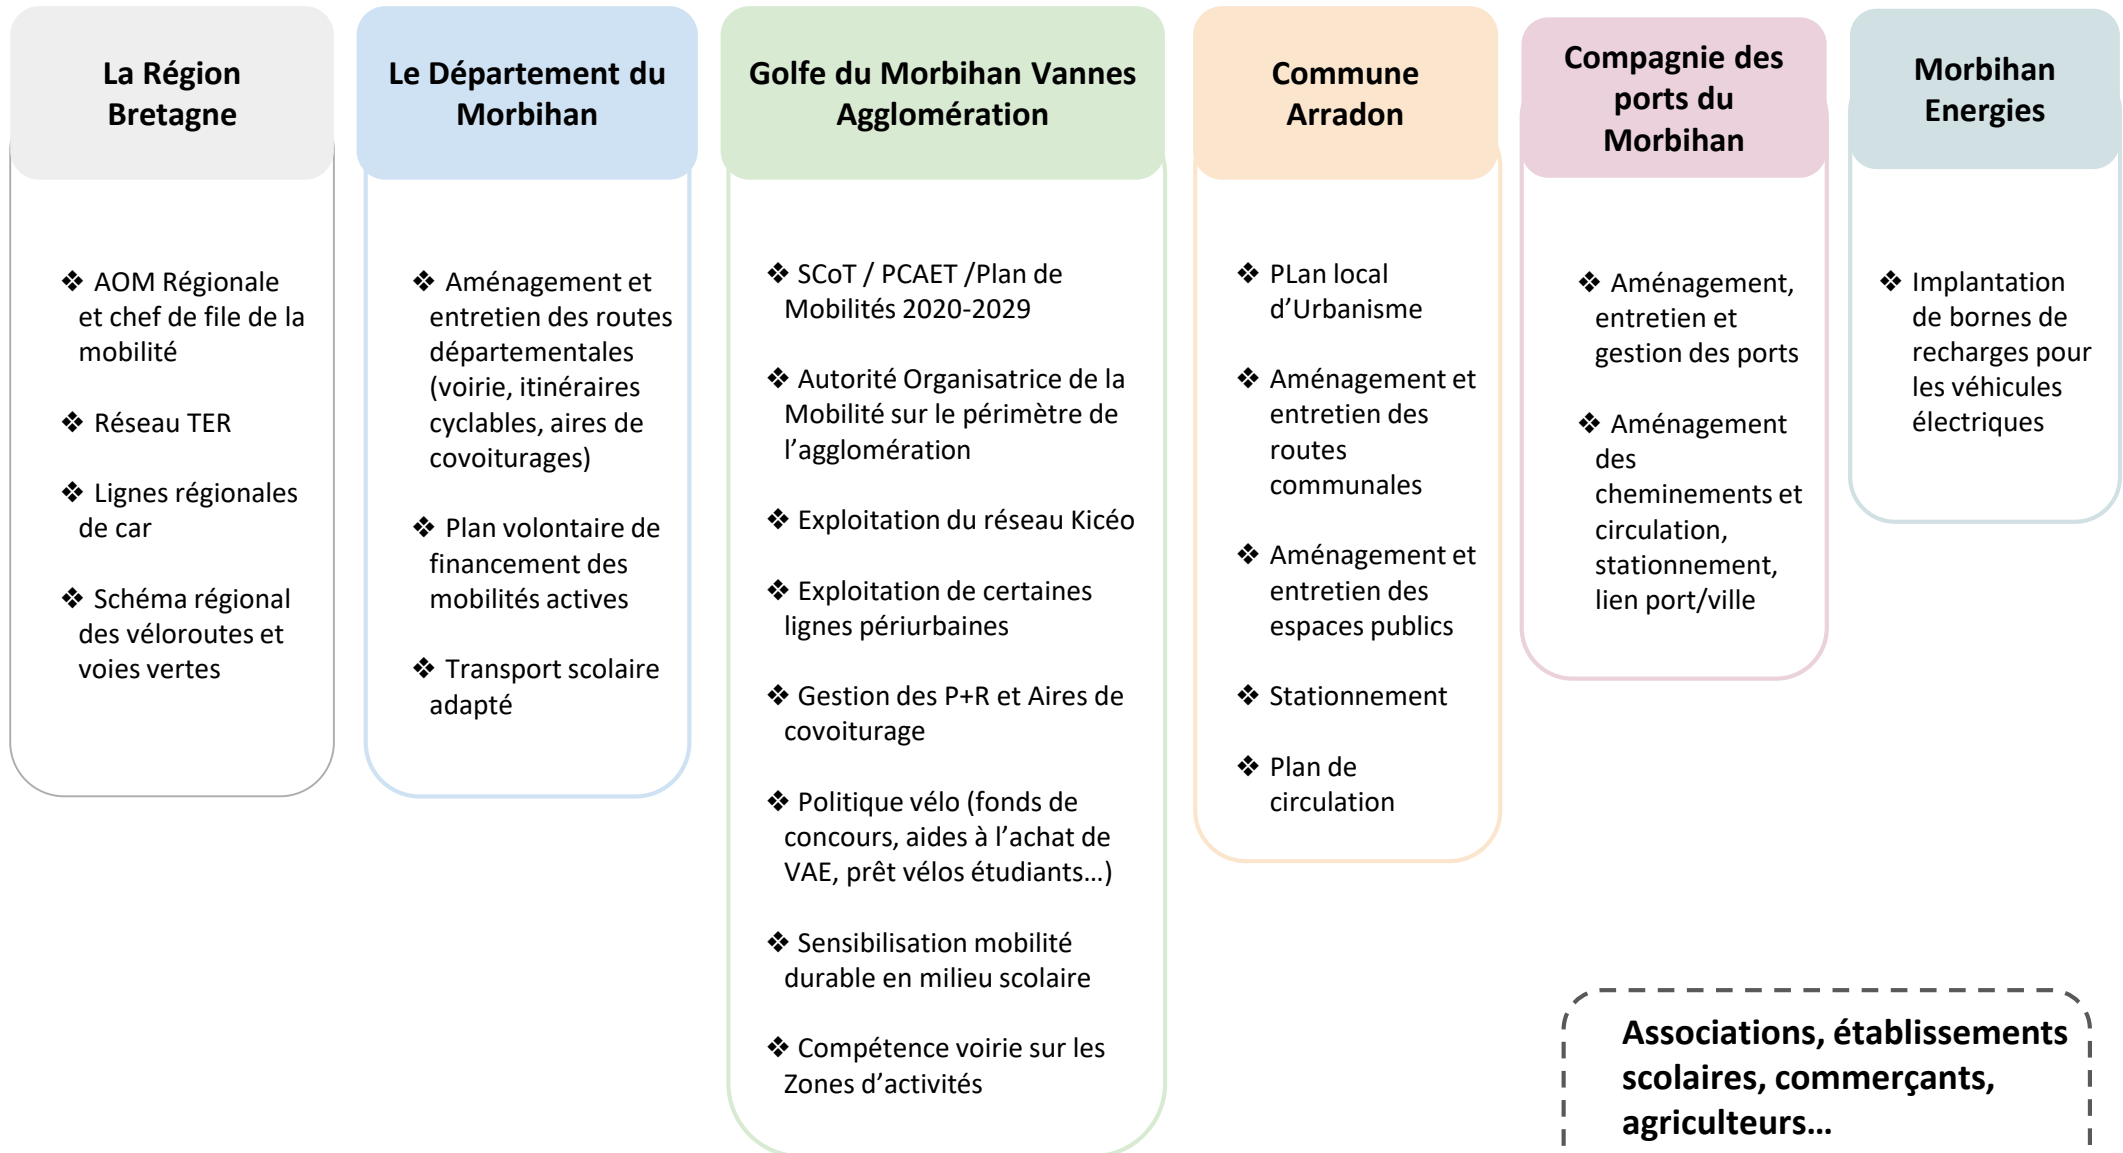 La Région
Bretagne
❖ AOM Régionale
et chef de file de la
mobilité
❖ Réseau TER
❖ Lignes régionales
de car
❖ Schéma régional
des véloroutes et
voies vertes
Le Département du
Morbihan
❖ Aménagement et
entretien des routes
départementales
(voirie, itinéraires
cyclables, aires de
covoiturages)
❖ Plan volontaire de
financement des
mobilités actives
❖ Transport scolaire
adapté
Golfe du Morbihan Vannes
Agglomération
❖ SCoT / PCAET /Plan de
Mobilités 2020-2029
❖ Autorité Organisatrice de la
Mobilité sur le périmètre de
l’agglomération
❖ Exploitation du réseau Kicéo
❖ Exploitation de certaines
lignes périurbaines
❖ Gestion des P+R et Aires de
covoiturage
❖ Politique vélo (fonds de
concours, aides à l’achat de
VAE, prêt vélos étudiants…)
❖ Sensibilisation mobilité
durable en milieu scolaire
❖ Compétence voirie sur les
Zones d’activités
Commune
Arradon
❖ PLan local
d’Urbanisme
❖ Aménagement et
entretien des
routes
communales
❖ Aménagement et
entretien des
espaces publics
❖ Stationnement
❖ Plan de
circulation
Compagnie des
ports du
Morbihan
❖ Aménagement,
entretien et
gestion des ports
❖ Aménagement
des
cheminements et
circulation,
stationnement,
lien port/ville
Morbihan
Energies
❖ Implantation
de bornes de
recharges pour
les véhicules
électriques
Associations, établissements
scolaires, commerçants,
agriculteurs…